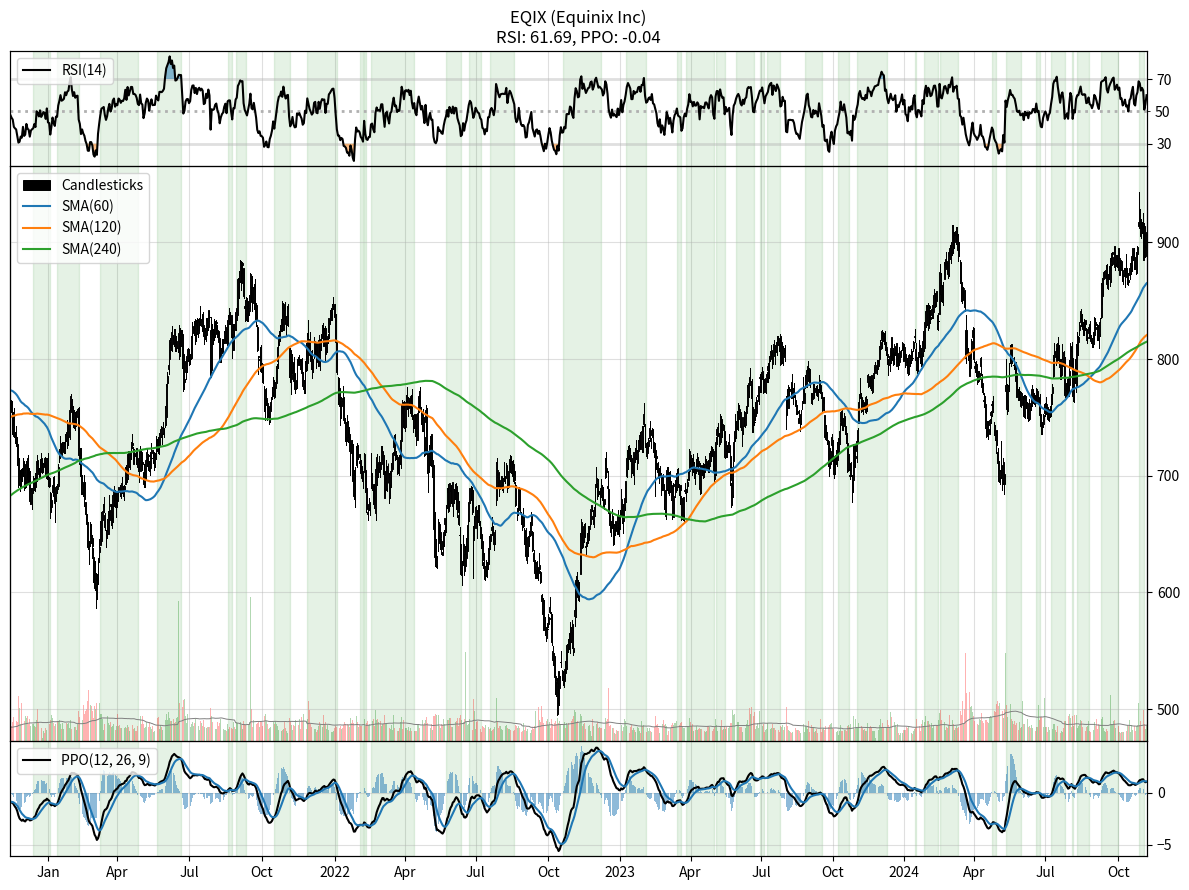 EQIX (Equinix Inc)
RSI: 61.69, PPO: -0.04
RSI(14)
70
50
30
Candlesticks
SMA(60)
SMA(120)
SMA(240)
900
800
700
600
500
PPO(12, 26, 9)
0
−5
Jan Apr Jul Oct 2022 Apr Jul Oct 2023 Apr Jul Oct 2024 Apr Jul Oct